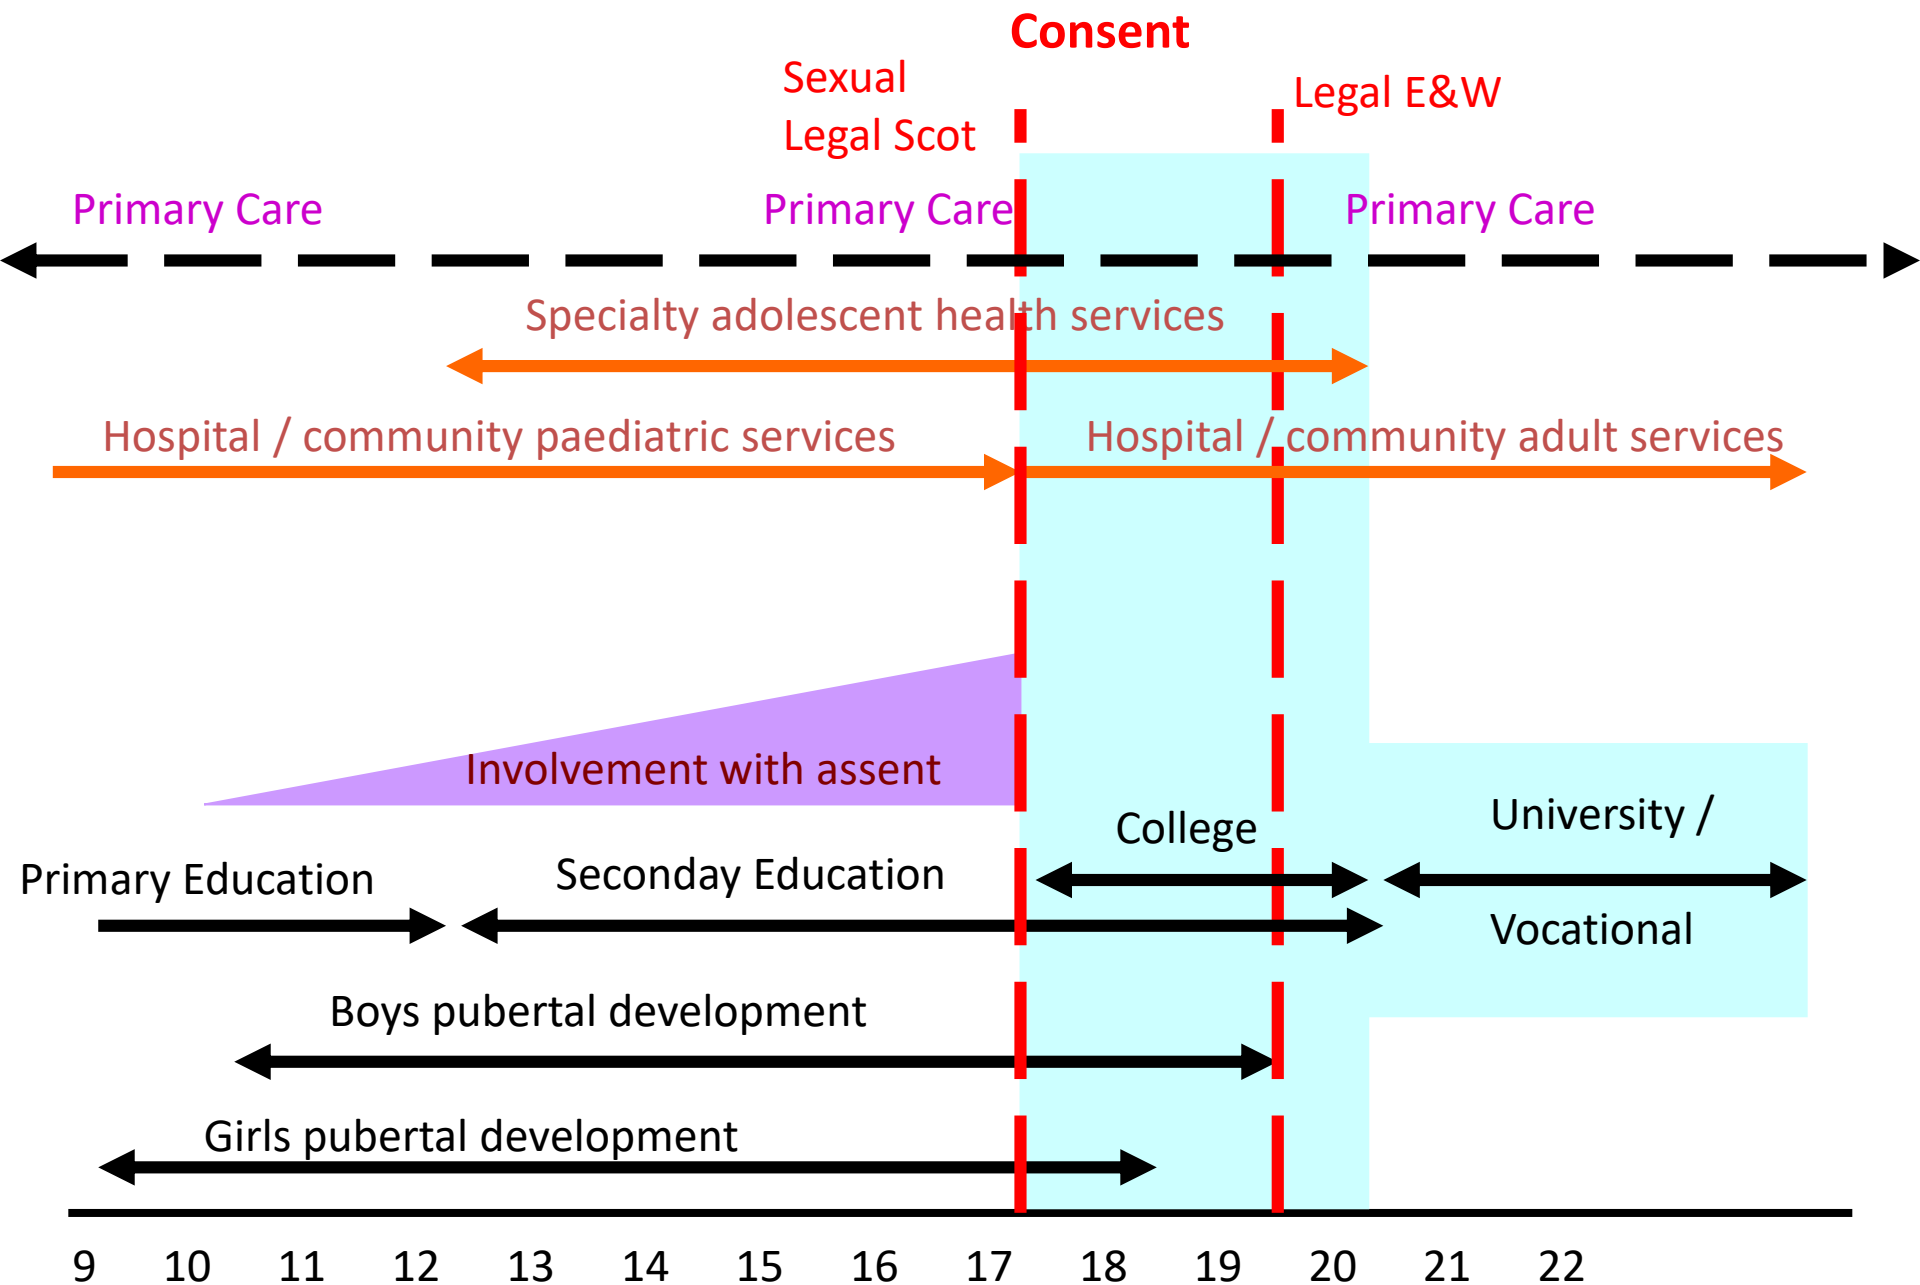 Consent
Sexual
Legal Scot
Legal E&W
Primary Care
Primary Care
Primary Care
Specialty adolescent health services
Hospital / community paediatric services
Hospital / community adult services
Involvement with assent
College
University /
Vocational
Primary Education
Seconday Education
Boys pubertal development
Girls pubertal development
9 10 11 12 13 14 15 16 17 18 19 20 21 22